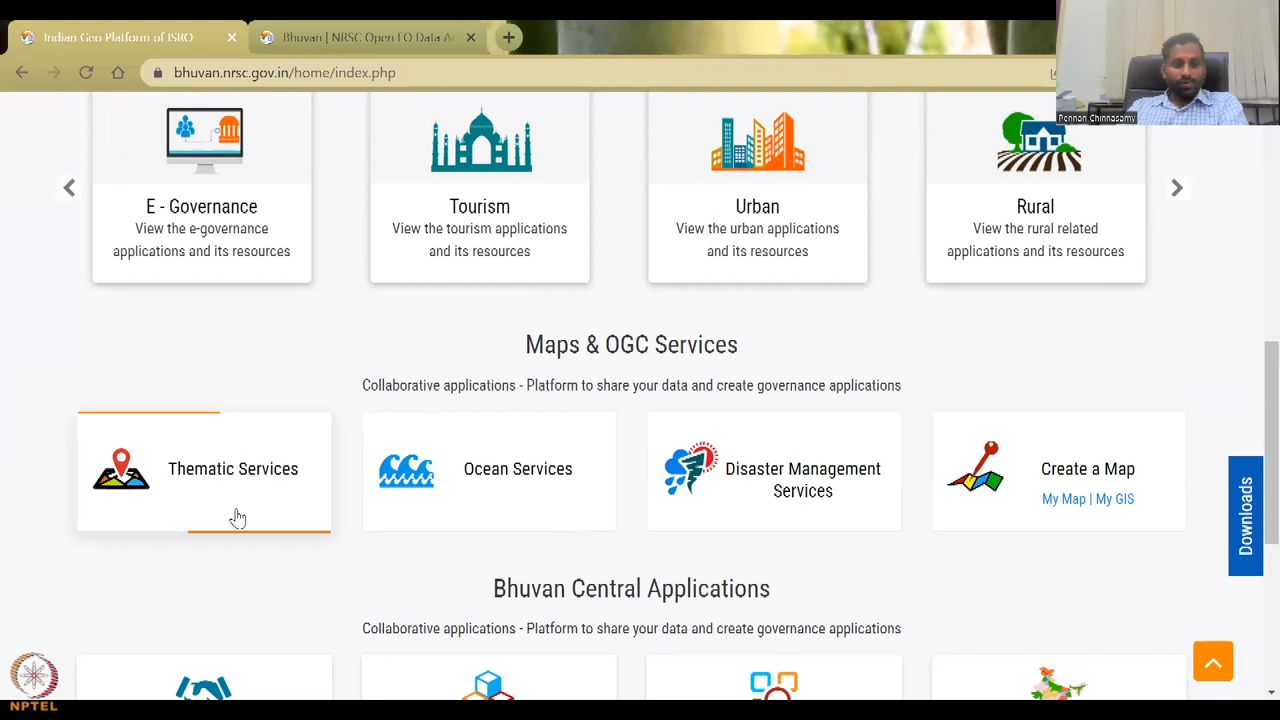 Indian Geo Platform of ISRO
Bhuvan | NRSC Open EO Data Ar
bhuvan.nrsc.gov.in/home/index.php
Pennan Chinnasamy
E - Governance
View the e-governance
applications and its resources
Tourism
View the tourism applications
and its resources
Urban
View the urban applications
and its resources
Rural
View the rural related
applications and its resources
Maps & OGC Services
Collaborative applications - Platform to share your data and create governance applications
Thematic Services
Ocean Services
Disaster Management
Services
Create a Map
My Map | My GIS
Downloads
Bhuvan Central Applications
Collaborative applications - Platform to share your data and create governance applications
NPTEL